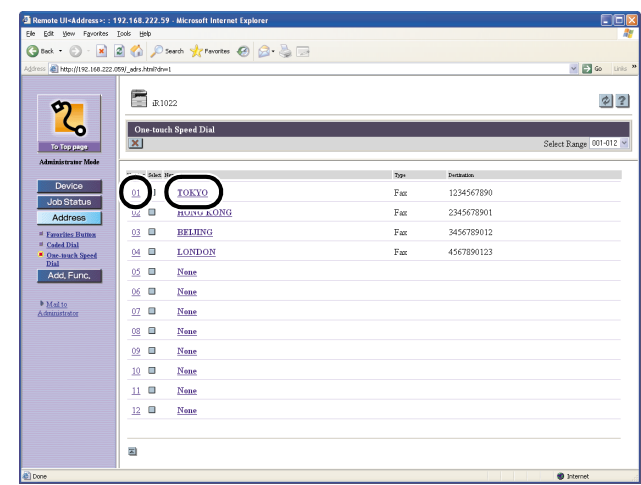 Remote UI<Address>: : 192.168.222.59 - Microsoft Internet Explorer
File Edit View Favorites Tools Help
Back Search Favorites
Address http://192.168.222.059/_adrs.html?dn=1 Go Links »
iR1022
To Top page
Administrator Mode
One-touch Speed Dial
Select Range 001-012
Device
Job Status
Address
Favorites Button
Coded Dial
One-touch Speed Dial
Add. Func.
Mail to Administrator
Select Type Destination
01 TOKYO Fax 1234567890
02 HONG KONG Fax 2345678901
03 BEIJING Fax 3456789012
04 LONDON Fax 4567890123
05 None
06 None
07 None
08 None
09 None
10 None
11 None
12 None
Done Internet